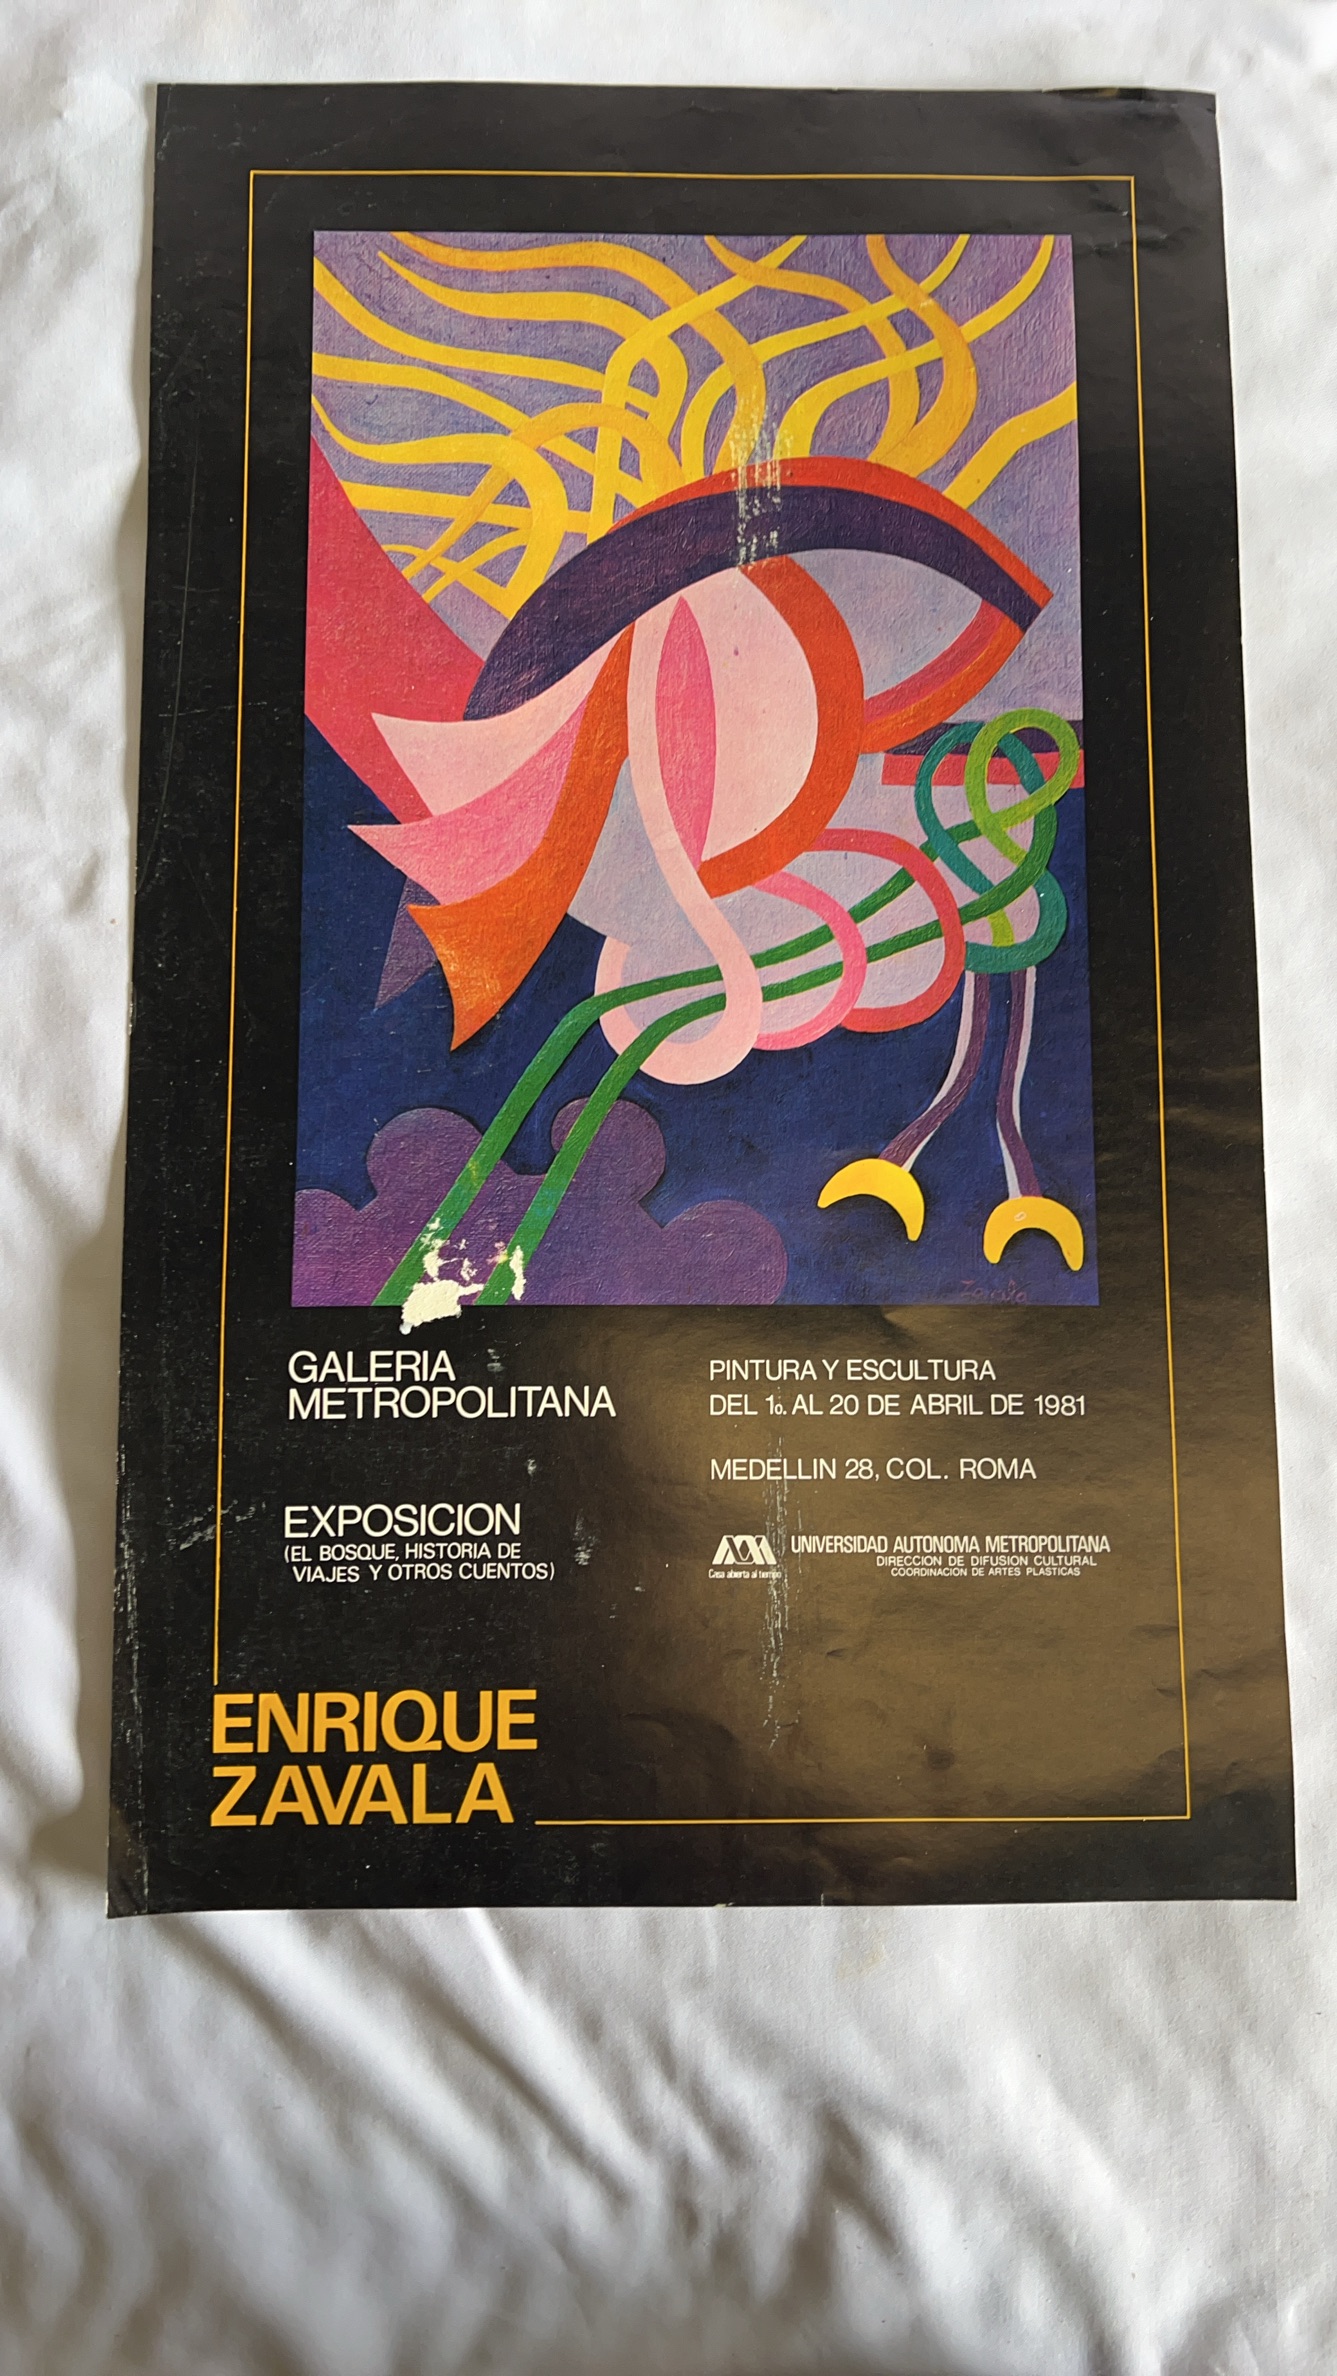 Zavala
GALERIA
METROPOLITANA
EXPOSICION
(EL BOSQUE, HISTORIA DE
VIAJES Y OTROS CUENTOS)
PINTURA Y ESCULTURA
DEL 1o. AL 20 DE ABRIL DE 1981
MEDELLIN 28, COL. ROMA
UNIVERSIDAD AUTONOMA METROPOLITANA
Casa abierta al tiempo
DIRECCION DE DIFUSION CULTURAL
COORDINACION DE ARTES PLASTICAS
ENRIQUE
ZAVALA